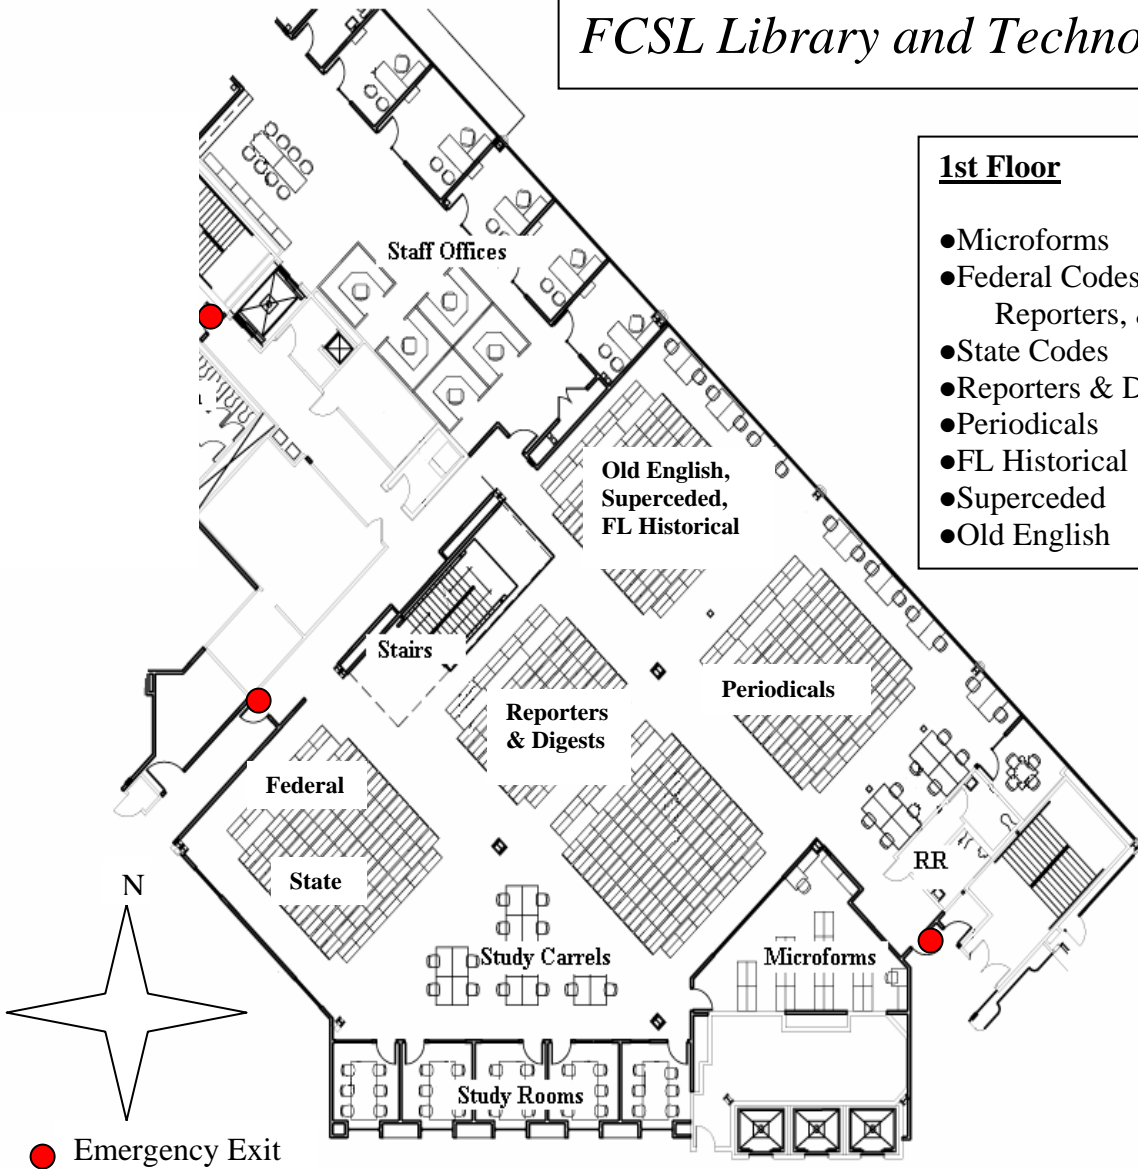 FCSL Library and Techno
1st Floor
●Microforms
●Federal Codes
Reporters, &
●State Codes
●Reporters & D
●Periodicals
●FL Historical
●Superceded
●Old English
Staff Offices
Old English,
Superceded,
FL Historical
Stairs
Periodicals
Reporters
& Digests
Federal
State
RR
Study Carrels
Microforms
Study Rooms
N
Emergency Exit